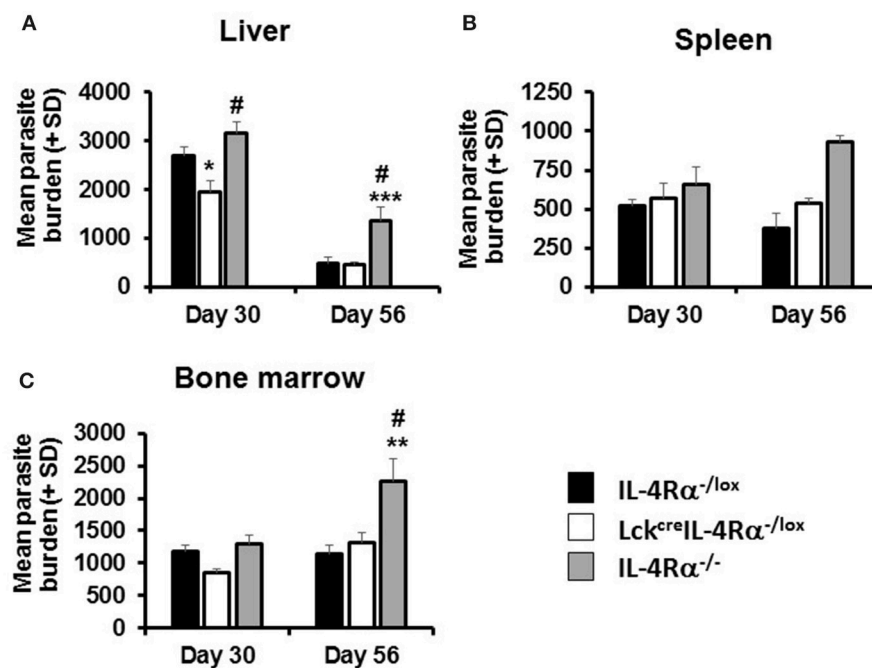 A
Liver
Mean parasite
burden (+ SD)
4000
3000
2000
1000
0
*
#
#
***
Day 30
Day 56
B
Spleen
Mean parasite
burden (+ SD)
1250
1000
750
500
250
0
Day 30
Day 56
C
Bone marrow
Mean parasite
burden (+ SD)
3000
2500
2000
1500
1000
500
0
#
**
Day 30
Day 56
IL-4Rα-/lox
LckcreIL-4Rα-/lox
IL-4Rα-/-